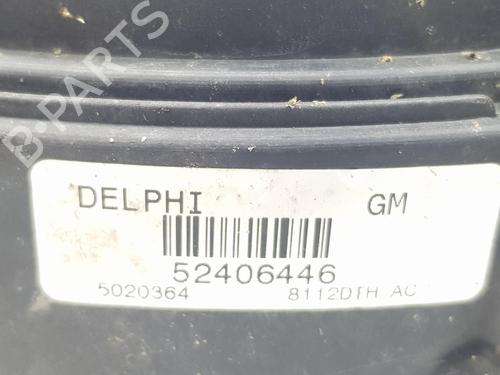 B-PARTS
DELPHI GM
52406446
5020364 8112DTH AC